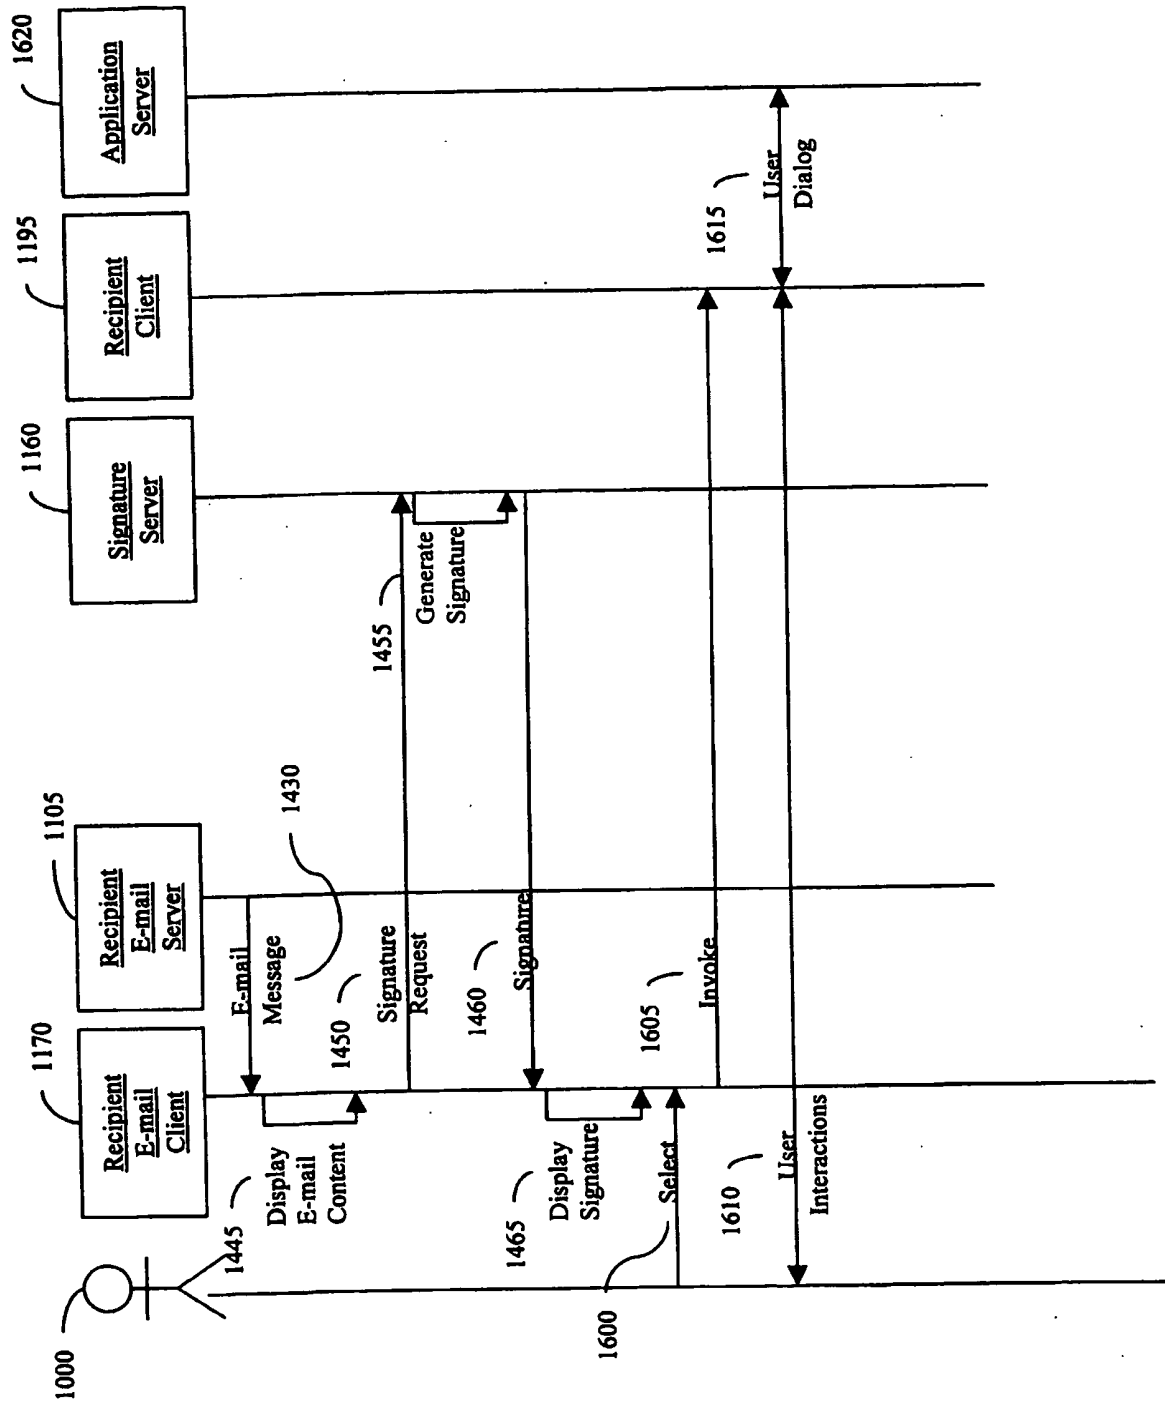 1000
1170
Recipient
E-mail
Client
1105
Recipient
E-mail
Server
1160
Signature
Server
1195
Recipient
Client
1620
Application
Server
E-mail
Message
1430
1445
Display
E-mail
Content
1450
Signature
Request
1455
Generate
Signature
1460
Signature
1465
Display
Signature
1600
Select
1605
Invoke
1610
User
Interactions
1615
User
Dialog